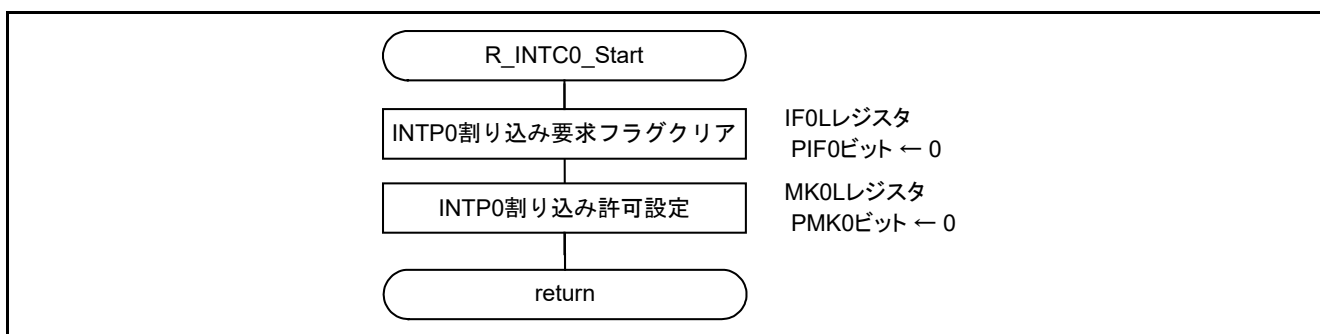 R_INTC0_Start
INTP0割り込み要求フラグクリア
IF0Lレジスタ
PIF0ビット ← 0
INTP0割り込み許可設定
MK0Lレジスタ
PMK0ビット ← 0
return